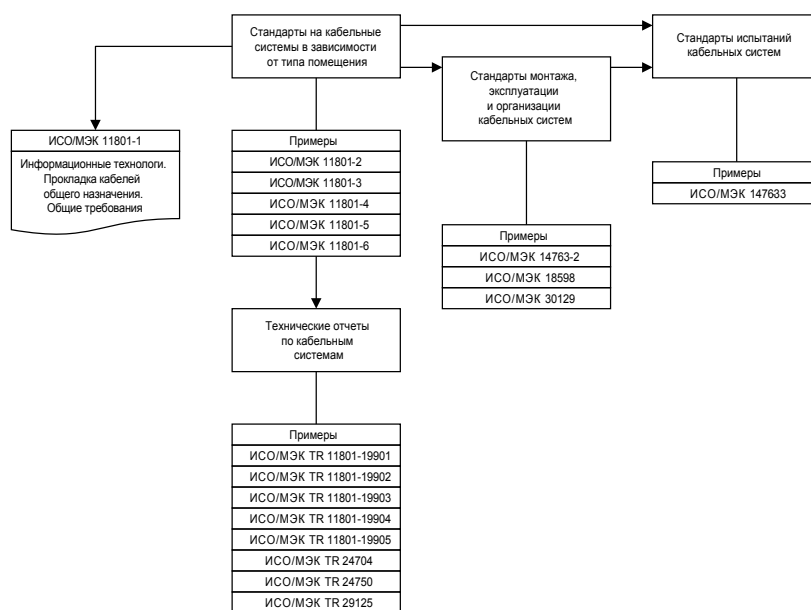 Стандарты на кабельные
системы в зависимости
от типа помещения
Стандарты испытаний
кабельных систем
Стандарты монтажа,
эксплуатации
и организации
кабельных систем
ИСО/МЭК 11801-1
Информационные технологи.
Прокладка кабелей
общего назначения.
Общие требования
Примеры
ИСО/МЭК 11801-2
ИСО/МЭК 11801-3
ИСО/МЭК 11801-4
ИСО/МЭК 11801-5
ИСО/МЭК 11801-6
Примеры
ИСО/МЭК 147633
Примеры
ИСО/МЭК 14763-2
ИСО/МЭК 18598
ИСО/МЭК 30129
Технические отчеты
по кабельным
системам
Примеры
ИСО/МЭК TR 11801-19901
ИСО/МЭК TR 11801-19902
ИСО/МЭК TR 11801-19903
ИСО/МЭК TR 11801-19904
ИСО/МЭК TR 11801-19905
ИСО/МЭК TR 24704
ИСО/МЭК TR 24750
ИСО/МЭК TR 29125